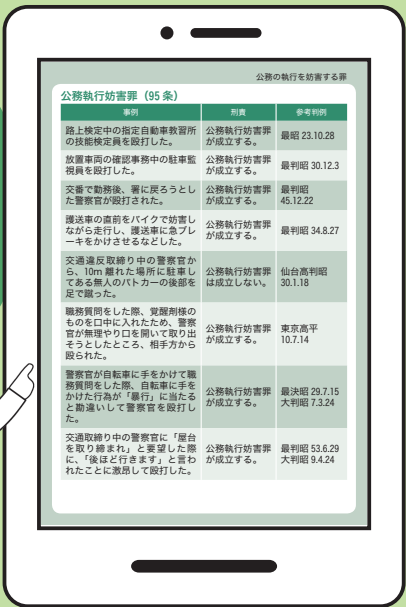 公務の執行を妨害する罪
公務執行妨害罪（95 条）
事例 刑責 参考判例
路上検定中の指定自動車教習所
の技能検定員を殴打した。
公務執行妨害罪
が成立する。
最昭 23.10.28
放置車両の確認事務中の駐車監
視員を殴打した。
公務執行妨害罪
が成立する。
最判昭 30.12.3
交番で勤務後、署に戻ろうとし
た警察官が殴打された。
公務執行妨害罪
が成立する。
最判昭
45.12.22
護送車の直前をバイクで妨害し
ながら走行し、護送車に急ブレ
ーキをかけさせるなどした。
公務執行妨害罪
が成立する。
最判昭 34.8.27
交通違反取締り中の警察官か
ら、10m 離れた場所に駐車し
てある無人のパトカーの後部を
足で蹴った。
公務執行妨害罪
は成立しない。
仙台高判昭
30.1.18
職務質問をした際、覚醒剤様の
ものを口中に入れたため、警察
官が無理やり口を開いて取り出
そうとしたところ、相手方から
殴られた。
公務執行妨害罪
が成立する。
東京高平
10.7.14
警察官が自転車に手をかけて職
務質問をした際、自転車に手を
かけた行為が「暴行」に当たる
と勘違いして警察官を殴打し
た。
公務執行妨害罪
が成立する。
最決昭 29.7.15
大判昭 7.3.24
交通取締り中の警察官に「屋台
を取り締まれ」と要望した際
に、「後ほど行きます」と言わ
れたことに激昂して殴打した。
公務執行妨害罪
が成立する。
最判昭 53.6.29
大判昭 9.4.24